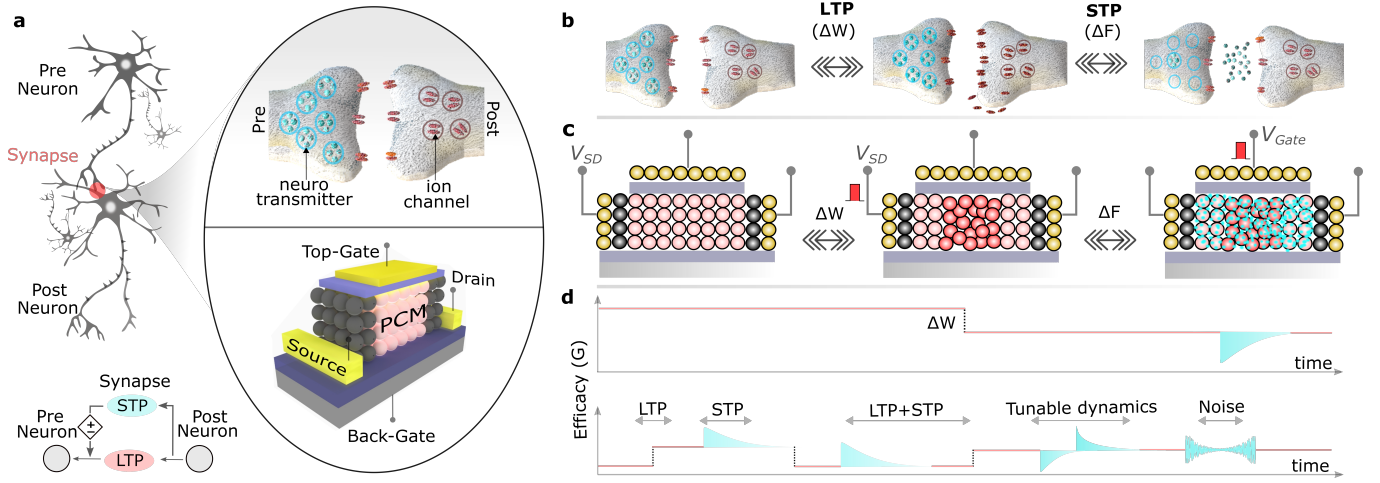 a
Pre
Neuron
Synapse
Post
Neuron
Pre
Post
neuro
transmitter
ion
channel
Top-Gate
Drain
PCM
Source
Back-Gate
Synapse
STP
Pre
Neuron
Post
Neuron
+
−
LTP
b
LTP
(ΔW)
STP
(ΔF)
c
V_SD
ΔW
V_SD
ΔF
V_Gate
d
Efficacy (G)
ΔW
time
LTP
STP
LTP+STP
Tunable dynamics
Noise
time